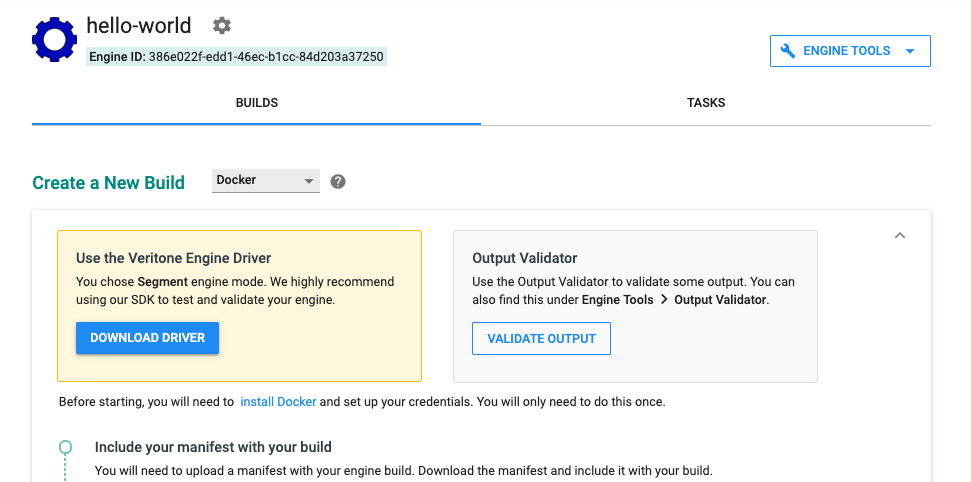 hello-world
Engine ID: 386e022f-edd1-46ec-b1cc-84d203a37250
ENGINE TOOLS
BUILDS
TASKS
Create a New Build
Docker
?
Use the Veritone Engine Driver
You chose Segment engine mode. We highly recommend
using our SDK to test and validate your engine.
DOWNLOAD DRIVER
Output Validator
Use the Output Validator to validate some output. You can
also find this under Engine Tools > Output Validator.
VALIDATE OUTPUT
Before starting, you will need to install Docker and set up your credentials. You will only need to do this once.
Include your manifest with your build
You will need to upload a manifest with your engine build. Download the manifest and include it with your build.